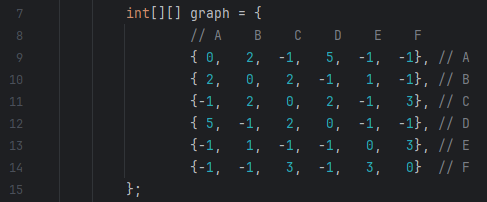 7 int[][] graph = {
8 // A B C D E F
9 { 0, 2, -1, 5, -1, -1}, // A
10 { 2, 0, 2, -1, 1, -1}, // B
11 {-1, 2, 0, 2, -1, 3}, // C
12 { 5, -1, 2, 0, -1, -1}, // D
13 {-1, 1, -1, -1, 0, 3}, // E
14 {-1, -1, 3, -1, 3, 0} // F
15 };